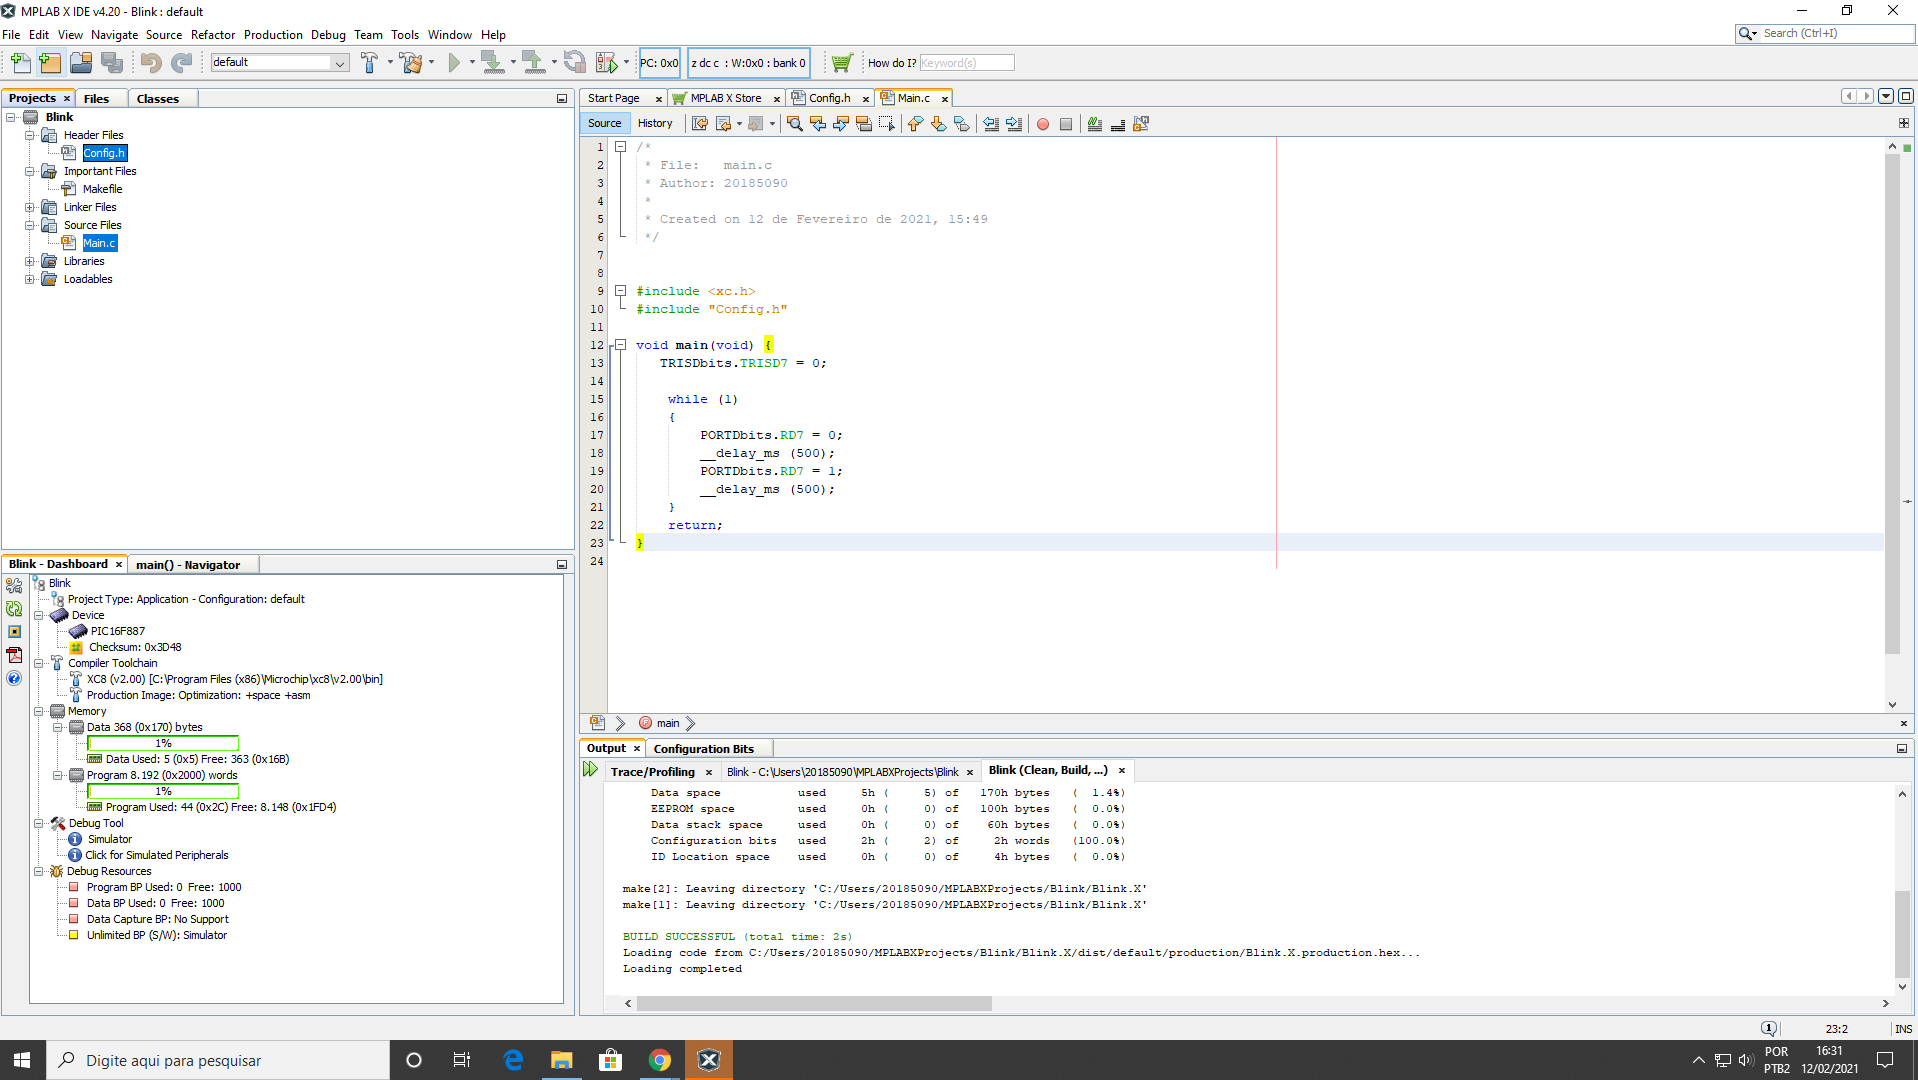 MPLAB X IDE v4.20 - Blink : default
File Edit View Navigate Source Refactor Production Debug Team Tools Window Help
Search (Ctrl+I)
default
PC: 0x0
z dc c : W:0x0 : bank 0
How do I? Keyword(s)
Projects
Files
Classes
Blink
Header Files
Config.h
Important Files
Makefile
Linker Files
Source Files
Main.c
Libraries
Loadables
Start Page
MPLAB X Store
Config.h
Main.c
Source
History
1 /*
2 * File: main.c
3 * Author: 20185090
4 *
5 * Created on 12 de Fevereiro de 2021, 15:49
6 */
7
8
9 #include <xc.h>
10 #include "Config.h"
11
12 void main(void) {
13 TRISDbits.TRISD7 = 0;
14
15 while (1)
16 {
17 PORTDbits.RD7 = 0;
18 __delay_ms (500);
19 PORTDbits.RD7 = 1;
20 __delay_ms (500);
21 }
22 return;
23 }
24
main
Blink - Dashboard
main() - Navigator
Blink
Project Type: Application - Configuration: default
Device
PIC16F887
Checksum: 0x3D48
Compiler Toolchain
XC8 (v2.00) [C:\Program Files (x86)\Microchip\xc8\v2.00\bin]
Production Image: Optimization: +space +asm
Memory
Data 368 (0x170) bytes
1%
Data Used: 5 (0x5) Free: 363 (0x16B)
Program 8.192 (0x2000) words
1%
Program Used: 44 (0x2C) Free: 8.148 (0x1FD4)
Debug Tool
Simulator
Click for Simulated Peripherals
Debug Resources
Program BP Used: 0 Free: 1000
Data BP Used: 0 Free: 1000
Data Capture BP: No Support
Unlimited BP (S/W): Simulator
Output
Configuration Bits
Trace/Profiling
Blink - C:\Users\20185090\MPLABXProjects\Blink
Blink (Clean, Build, ...)
Data space used 5h ( 5) of 170h bytes ( 1.4%)
EEPROM space used 0h ( 0) of 100h bytes ( 0.0%)
Data stack space used 0h ( 0) of 60h bytes ( 0.0%)
Configuration bits used 2h ( 2) of 2h words (100.0%)
ID Location space used 0h ( 0) of 4h bytes ( 0.0%)
make[2]: Leaving directory 'C:/Users/20185090/MPLABXProjects/Blink/Blink.X'
make[1]: Leaving directory 'C:/Users/20185090/MPLABXProjects/Blink/Blink.X'
BUILD SUCCESSFUL (total time: 2s)
Loading code from C:/Users/20185090/MPLABXProjects/Blink/Blink.X/dist/default/production/Blink.X.production.hex...
Loading completed
1
23:2
INS
Digite aqui para pesquisar
POR
PTB2
16:31
12/02/2021